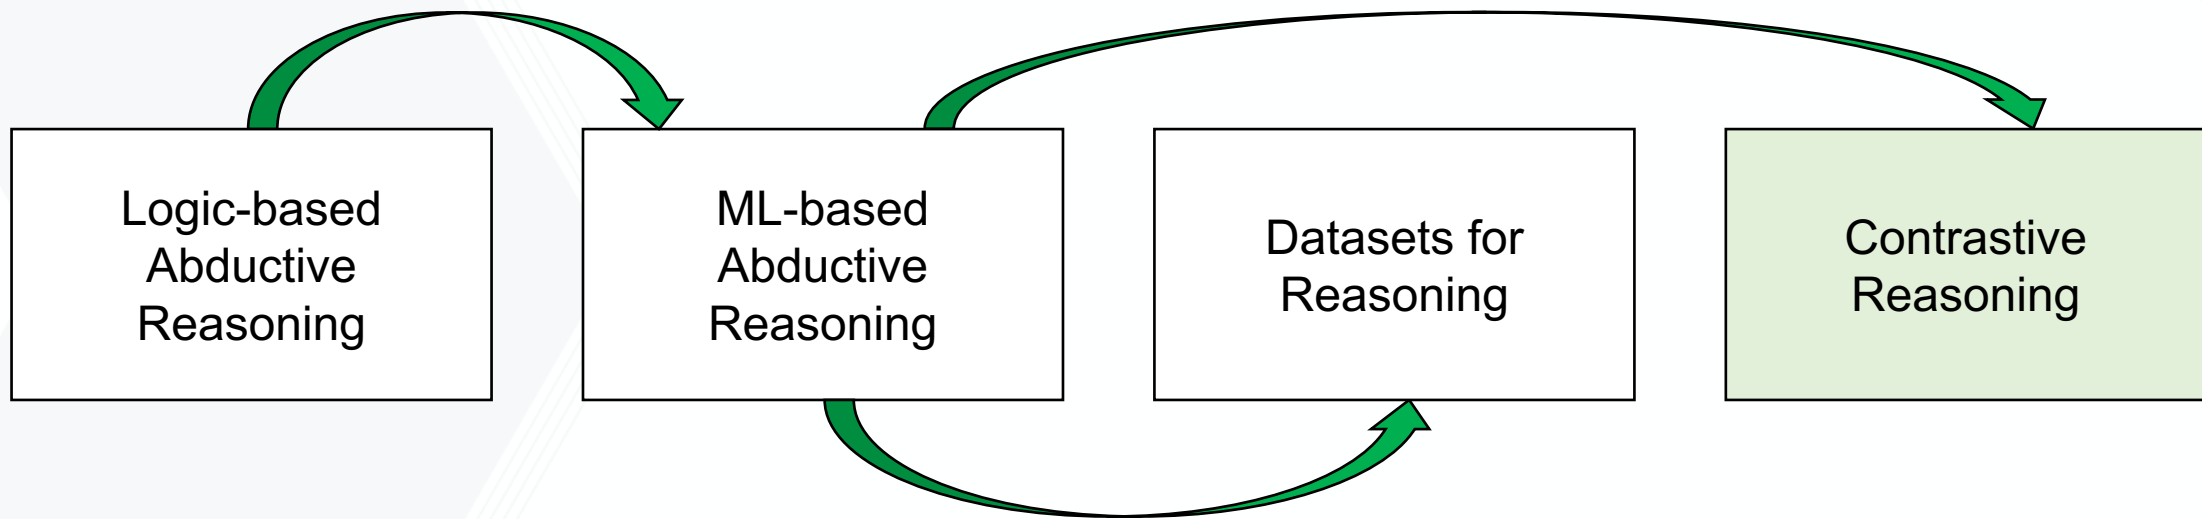 Logic-based
Abductive
Reasoning
ML-based
Abductive
Reasoning
Datasets for
Reasoning
Contrastive
Reasoning